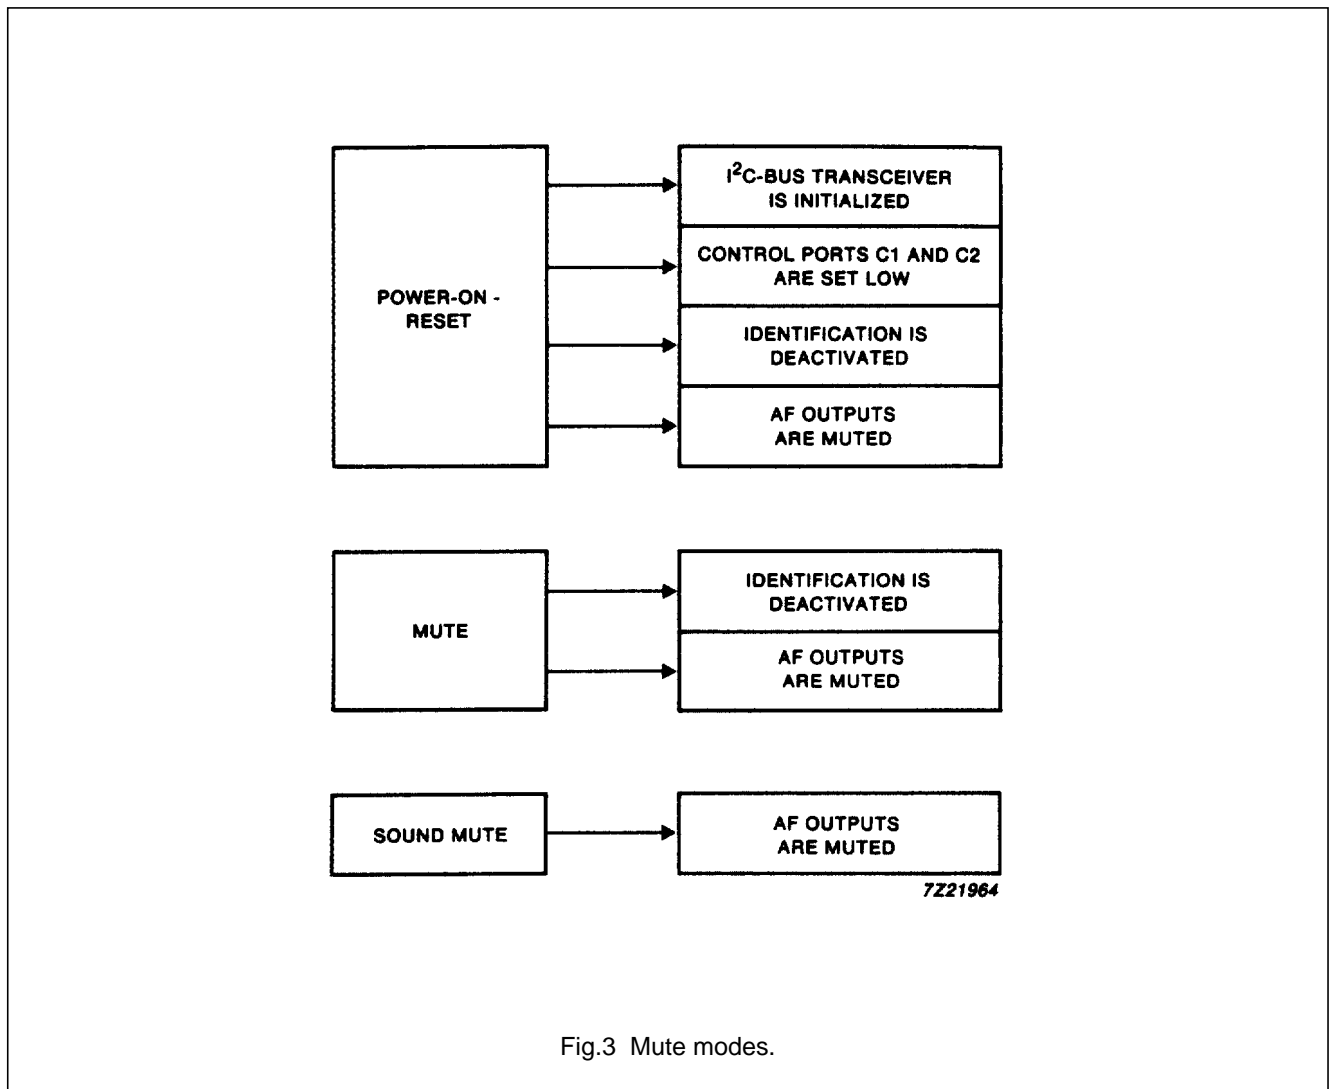 POWER-ON -
RESET
I²C-BUS TRANSCEIVER
IS INITIALIZED
CONTROL PORTS C1 AND C2
ARE SET LOW
IDENTIFICATION IS
DEACTIVATED
AF OUTPUTS
ARE MUTED
MUTE
IDENTIFICATION IS
DEACTIVATED
AF OUTPUTS
ARE MUTED
SOUND MUTE
AF OUTPUTS
ARE MUTED
7Z21964
Fig.3 Mute modes.